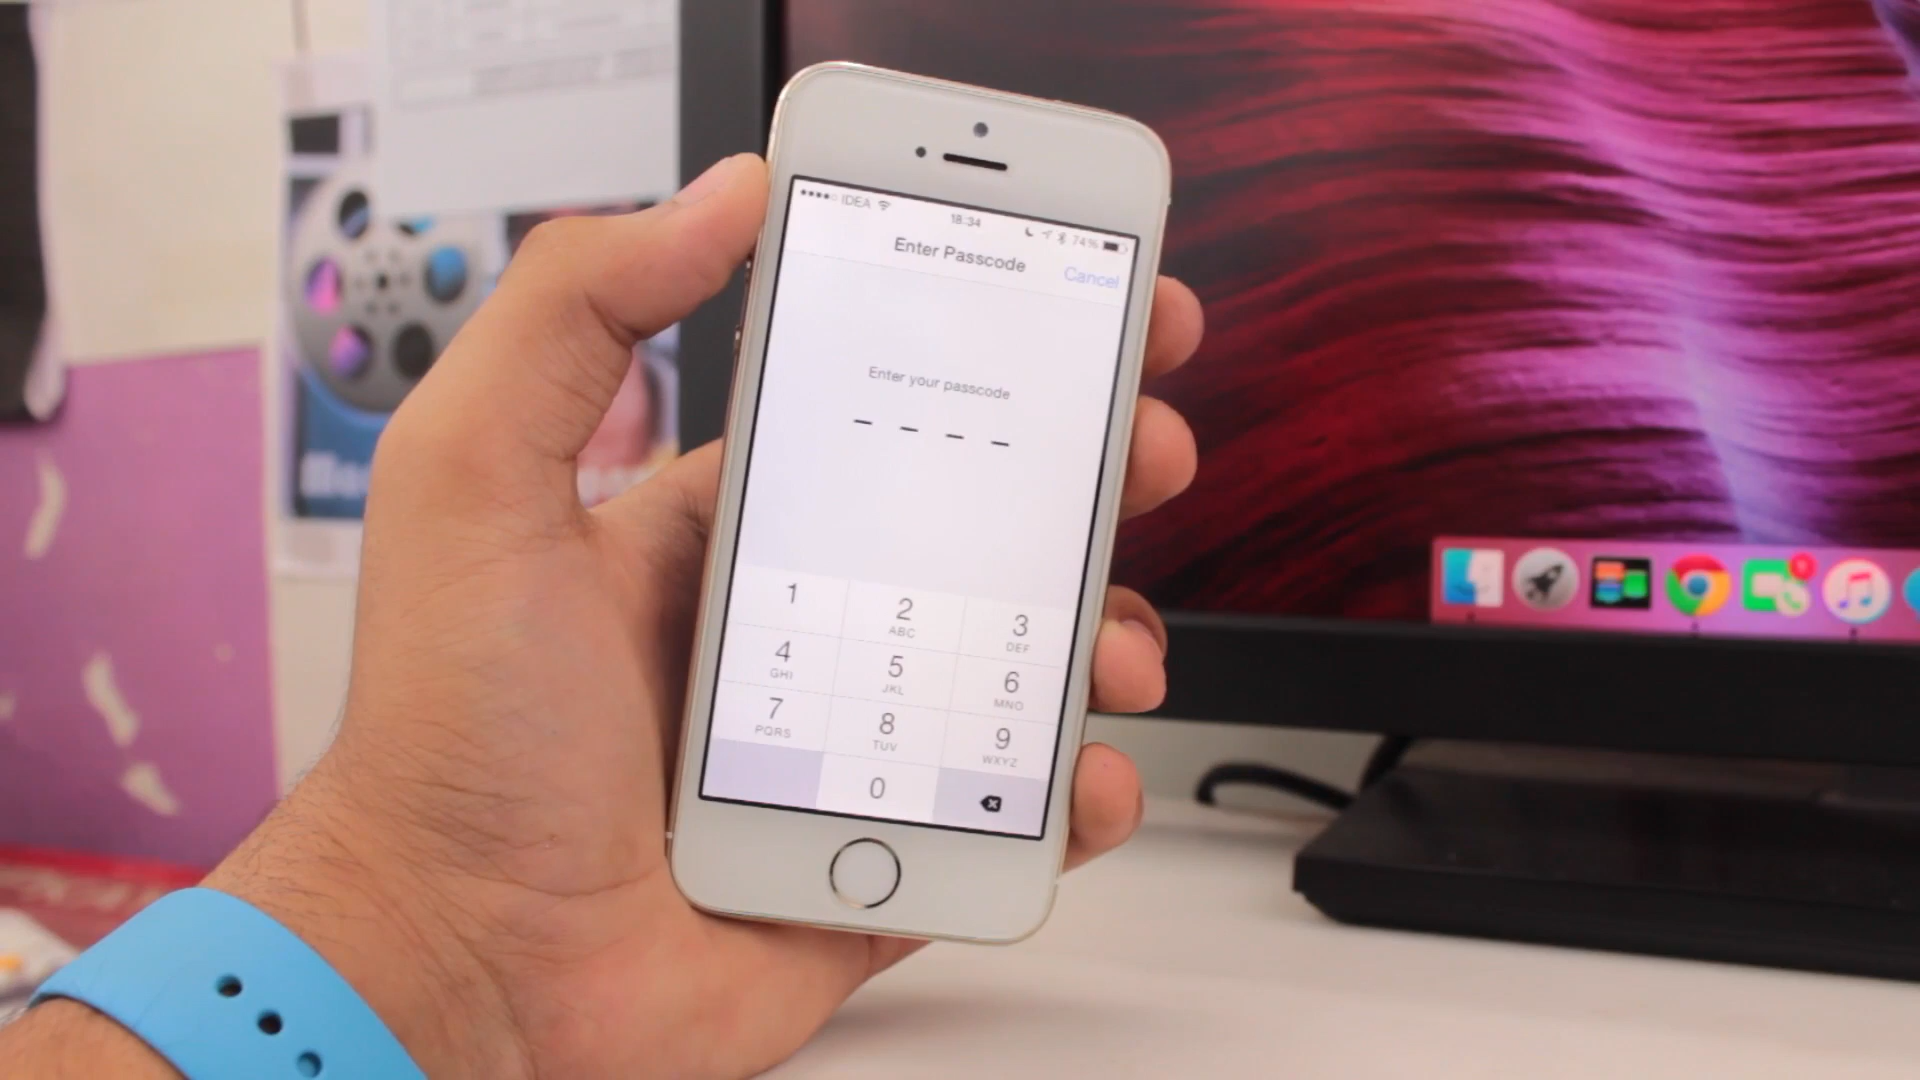 IDEA 18:34 74%
Enter Passcode Cancel
Enter your passcode
1 2 3
ABC DEF
4 5 6
GHI JKL MNO
7 8 9
PQRS TUV WXYZ
0